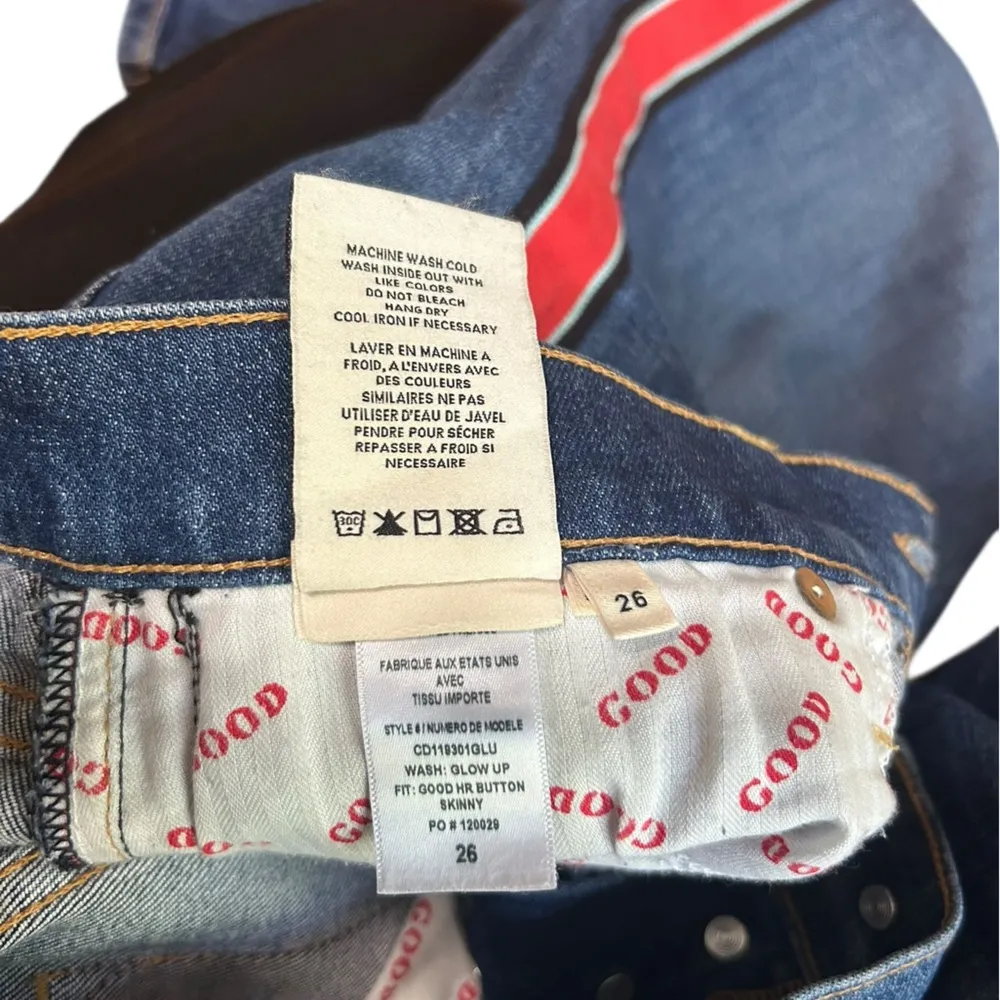 MACHINE WASH COLD
WASH INSIDE OUT WITH
LIKE COLORS
DO NOT BLEACH
HANG DRY
COOL IRON IF NECESSARY
LAVER EN MACHINE A
FROID, A L'ENVERS AVEC
DES COULEURS
SIMILAIRES NE PAS
UTILISER D'EAU DE JAVEL
PENDRE POUR SÉCHER
REPASSER A FROID SI
NECESSAIRE
30C
26
FABRIQUE AUX ETATS UNIS
AVEC
TISSU IMPORTE
STYLE # / NUMERO DE MODELE
CD119301GLU
WASH: GLOW UP
FIT: GOOD HR BUTTON
SKINNY
PO # 120029
26
GOOD
GOOD
GOOD
GOOD
GOOD
GOOD